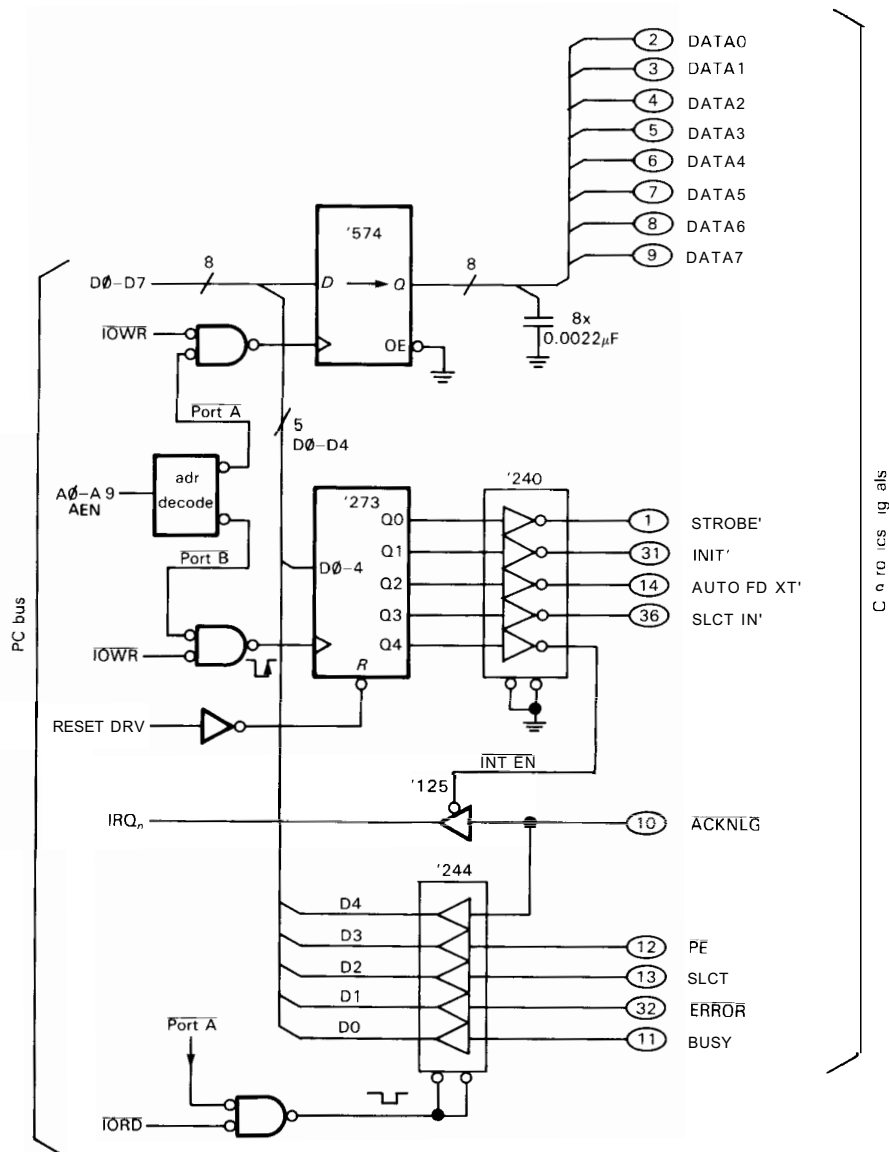 2 DATA0
3 DATA1
4 DATA2
5 DATA3
6 DATA4
7 DATA5
8 DATA6
9 DATA7
'574
8
DØ–D7
D → Q
8
8x
0.0022µF
IOWR
OE
Port A
5
DØ–D4
adr
decode
AØ–A9
AEN
'273
'240
Q0
1 STROBE'
Q1
31 INIT'
DØ-4
Q2
14 AUTO FD XT'
Q3
36 SLCT IN'
Q4
Port B
IOWR
R
RESET DRV
INT EN
'125
IRQn
10 ACKNLG
'244
D4
D3
12 PE
D2
13 SLCT
D1
32 ERROR
D0
11 BUSY
Port A
IORD
PC bus